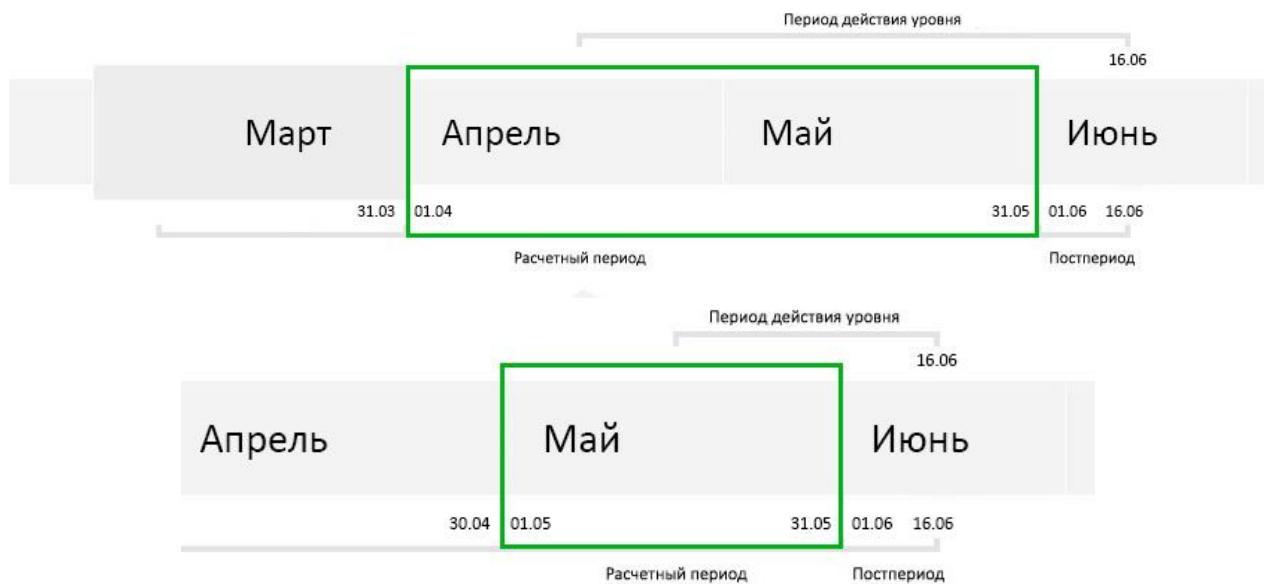 Период действия уровня
16.06
Март Апрель Май Июнь
31.03 01.04 31.05 01.06 16.06
Расчетный период Постпериод
Период действия уровня
16.06
Апрель Май Июнь
30.04 01.05 31.05 01.06 16.06
Расчетный период Постпериод